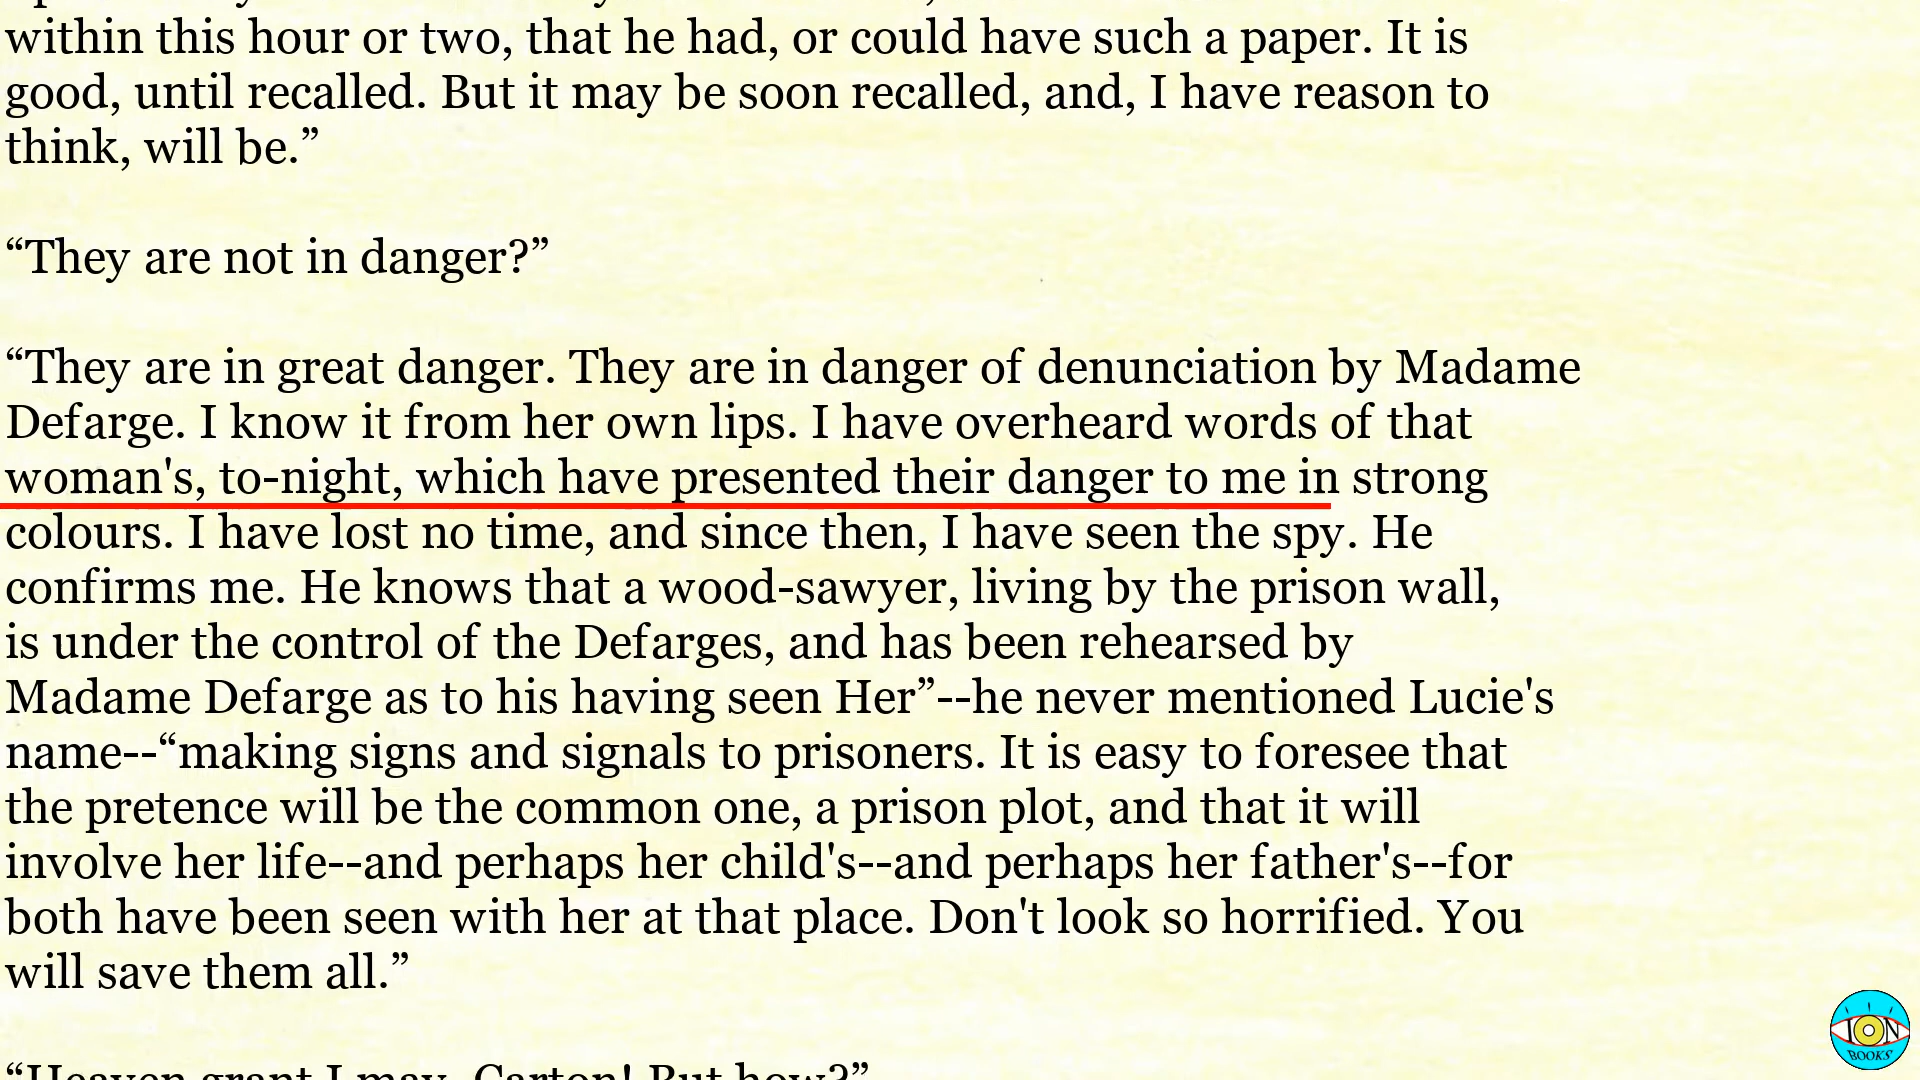 within this hour or two, that he had, or could have such a paper. It is
good, until recalled. But it may be soon recalled, and, I have reason to
think, will be.”
“They are not in danger?”
“They are in great danger. They are in danger of denunciation by Madame
Defarge. I know it from her own lips. I have overheard words of that
woman's, to-night, which have presented their danger to me in strong
colours. I have lost no time, and since then, I have seen the spy. He
confirms me. He knows that a wood-sawyer, living by the prison wall,
is under the control of the Defarges, and has been rehearsed by
Madame Defarge as to his having seen Her”--he never mentioned Lucie's
name--“making signs and signals to prisoners. It is easy to foresee that
the pretence will be the common one, a prison plot, and that it will
involve her life--and perhaps her child's--and perhaps her father's--for
both have been seen with her at that place. Don't look so horrified. You
will save them all.”
“Heaven grant I may, Carton! But how?”
ION
BOOKS